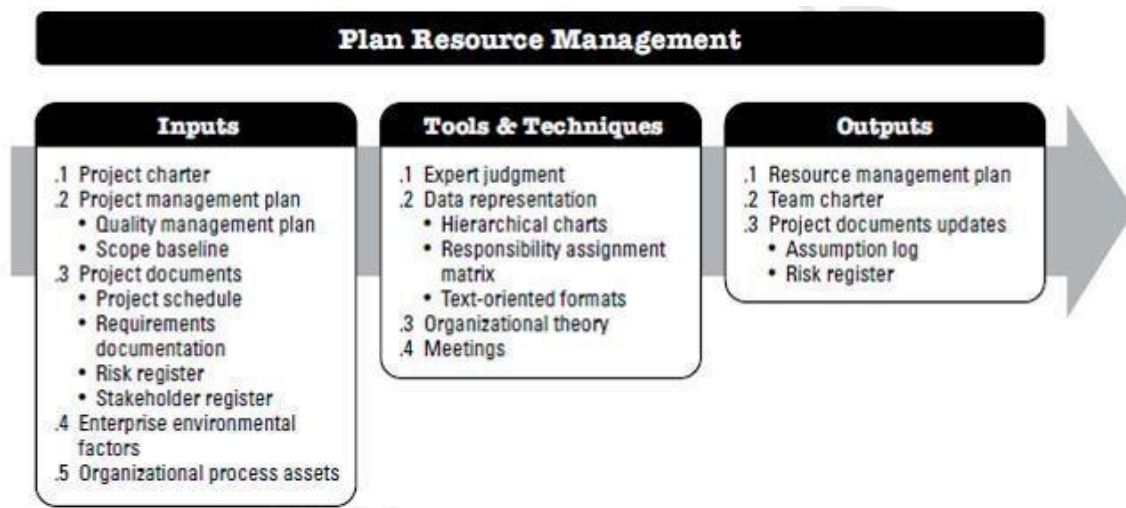 Plan Resource Management
Inputs
.1 Project charter
.2 Project management plan
• Quality management plan
• Scope baseline
.3 Project documents
• Project schedule
• Requirements
documentation
• Risk register
• Stakeholder register
.4 Enterprise environmental
factors
.5 Organizational process assets
Tools & Techniques
.1 Expert judgment
.2 Data representation
• Hierarchical charts
• Responsibility assignment
matrix
• Text-oriented formats
.3 Organizational theory
.4 Meetings
Outputs
.1 Resource management plan
.2 Team charter
.3 Project documents updates
• Assumption log
• Risk register